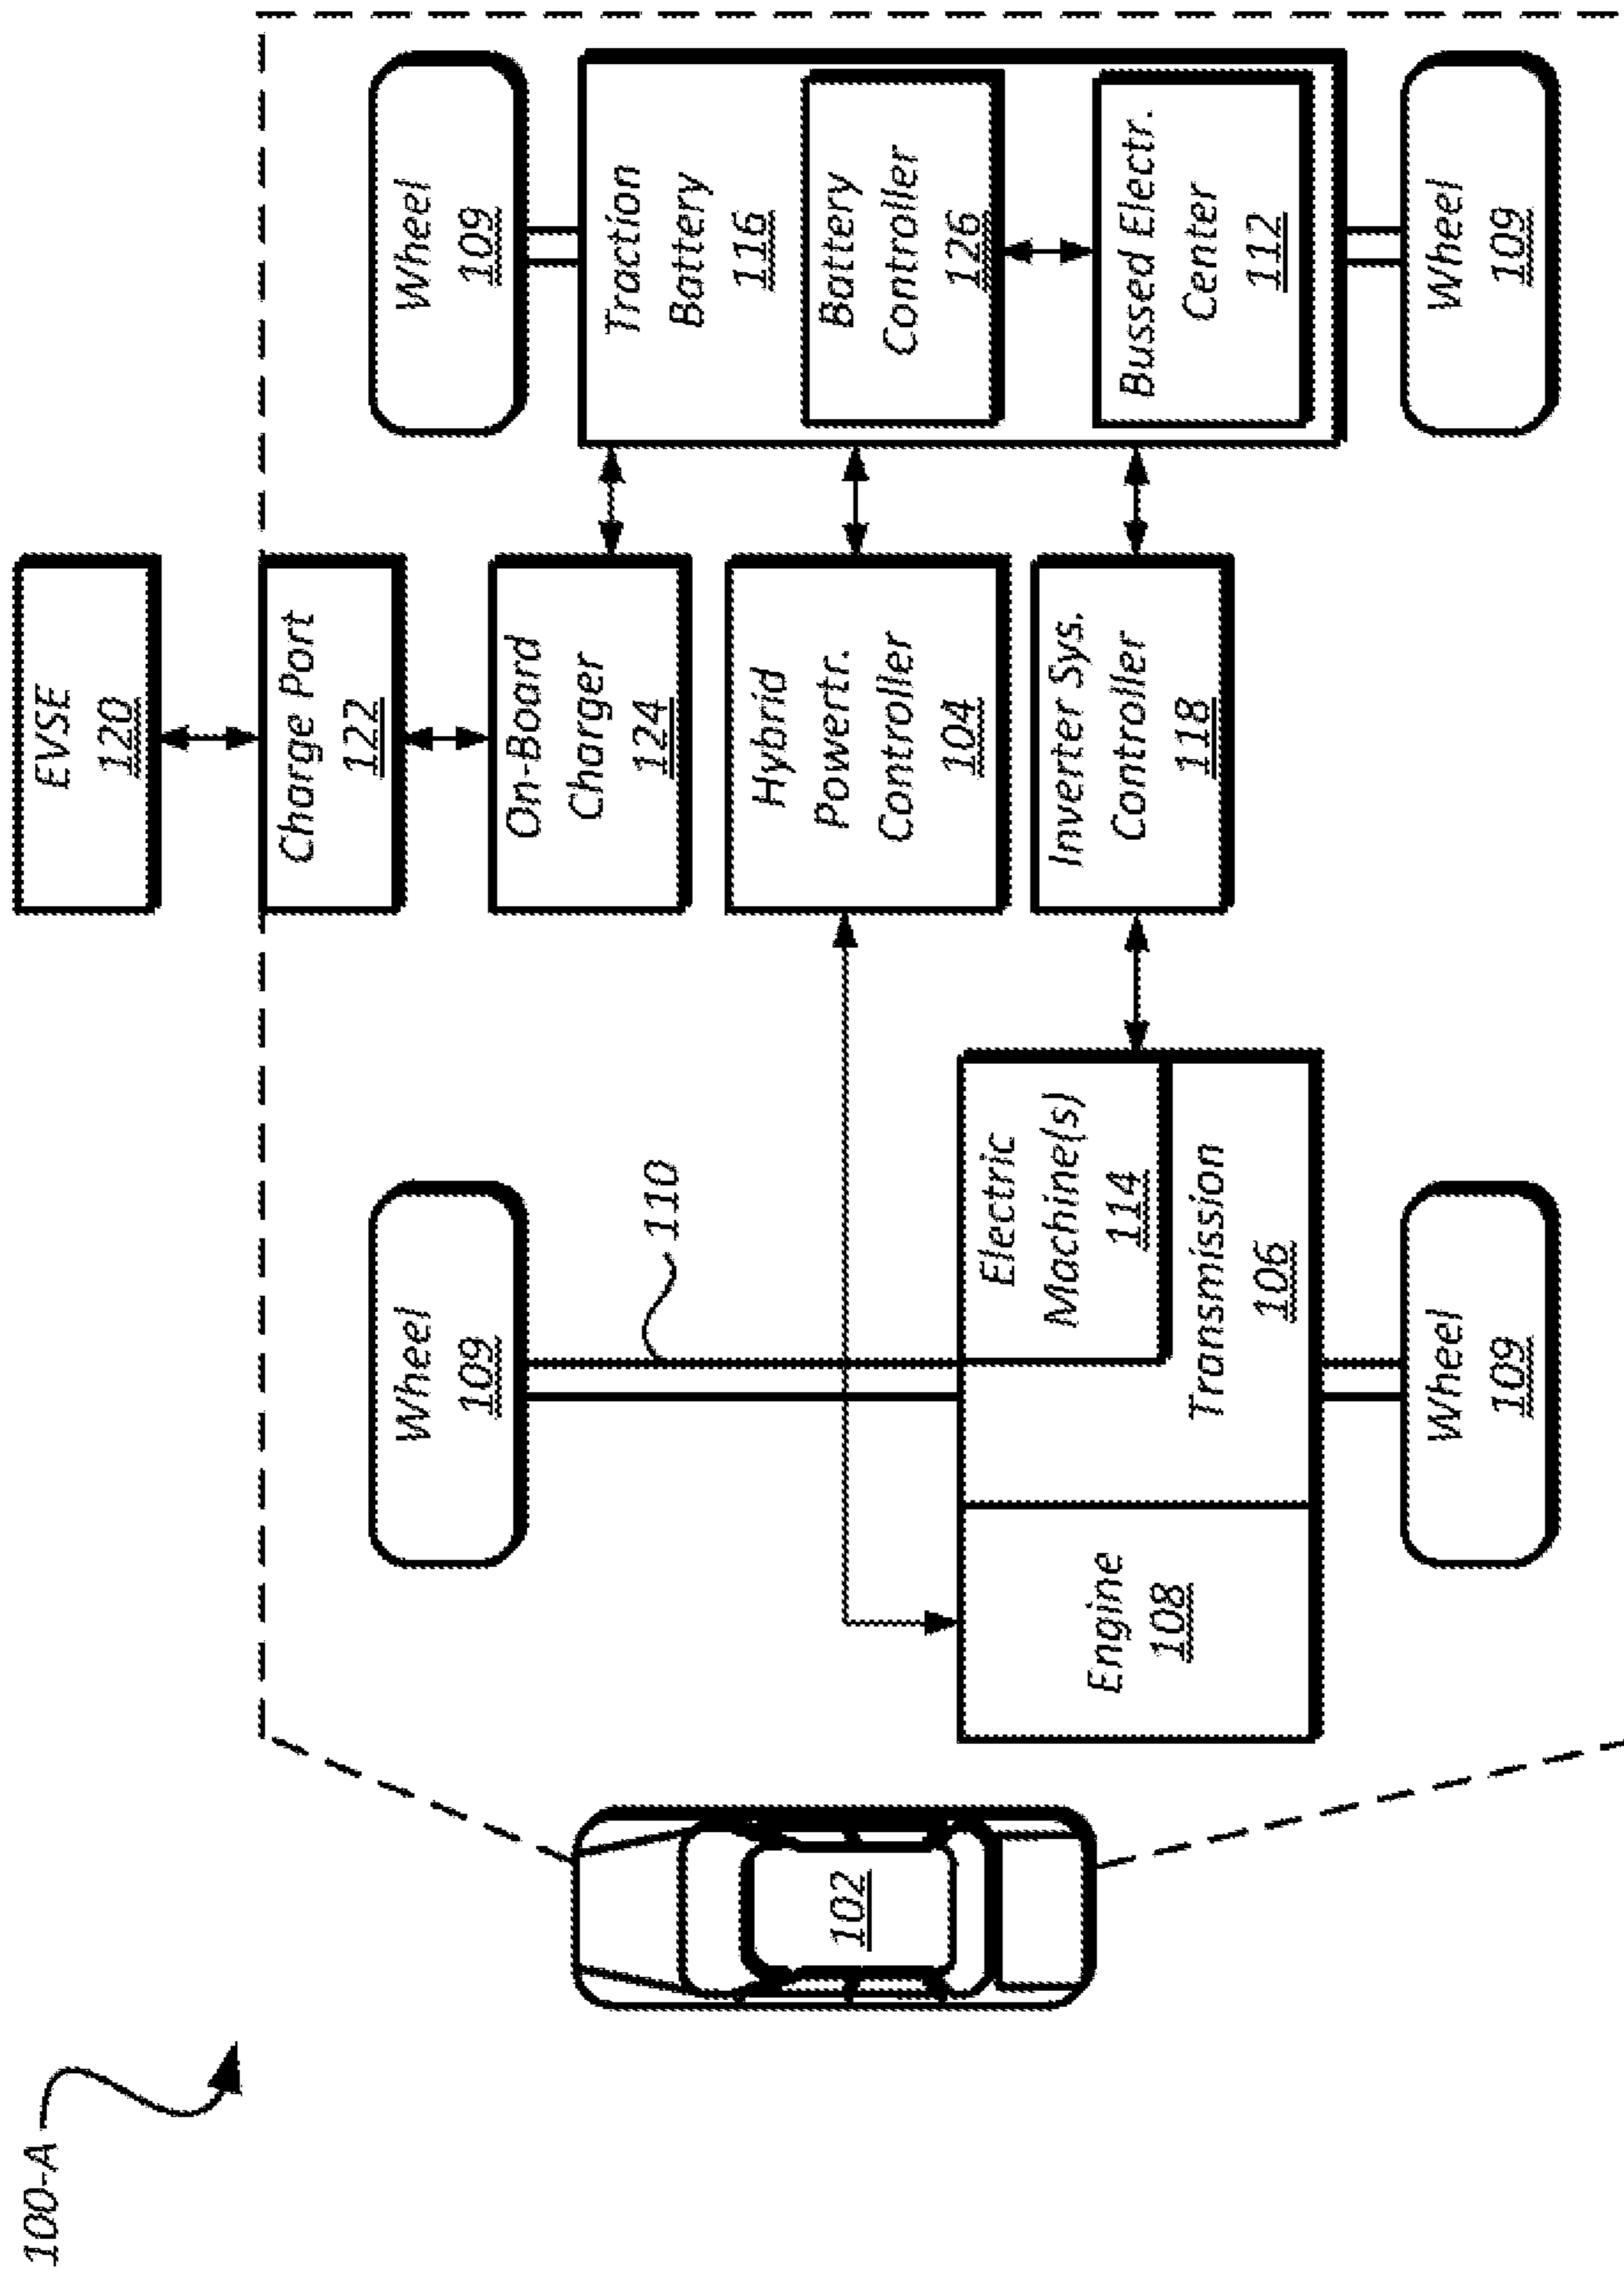 100-A
102
EVSE
120
Charge Port
122
Wheel
109
Wheel
109
110
On-Board
Charger
124
Traction
Battery
116
Hybrid
Powertr.
Controller
104
Battery
Controller
126
Engine
108
Electric
Machine(s)
114
Transmission
106
Inverter Sys.
Controller
118
Bussed Electr.
Center
112
Wheel
109
Wheel
109